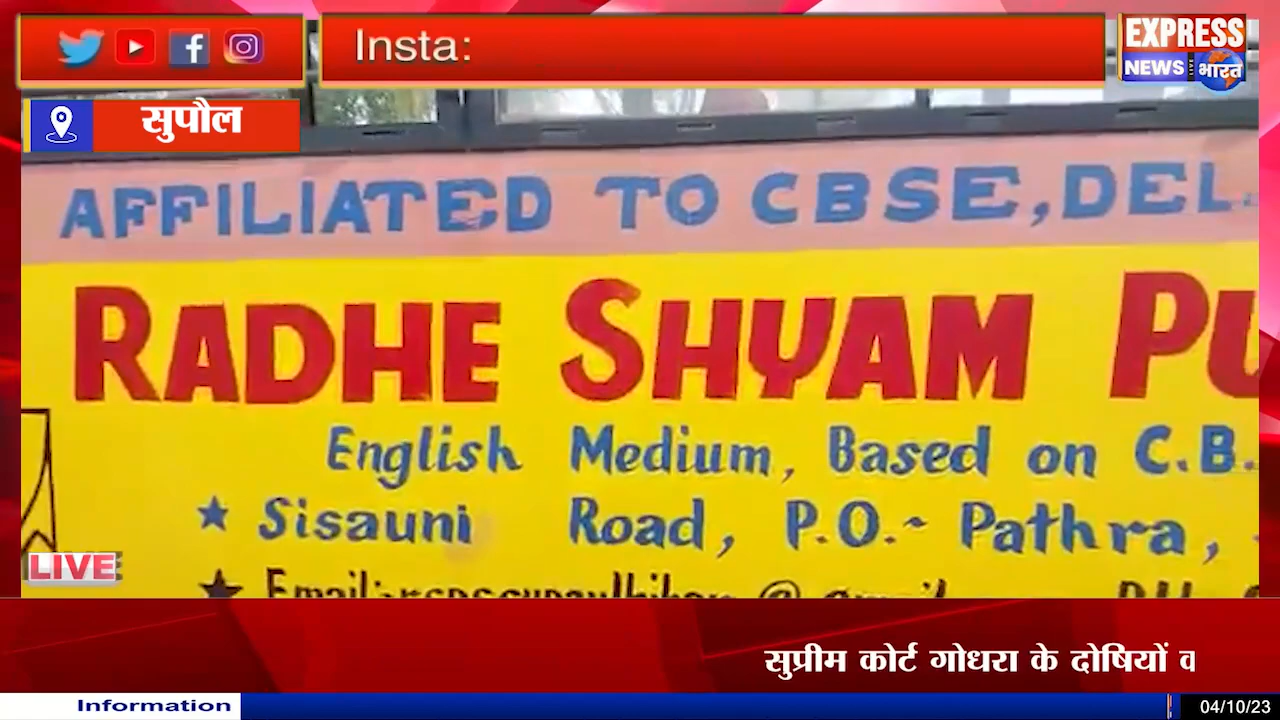 Insta:
EXPRESS
NEWS LIVE भारत
सुपौल
AFFILIATED TO CBSE, DEL
RADHE SHYAM PU
English Medium, Based on C.B.
★ Sisauni Road, P.O.- Pathra,
LIVE
सुप्रीम कोर्ट गोधरा के दोषियों व
Information
04/10/23